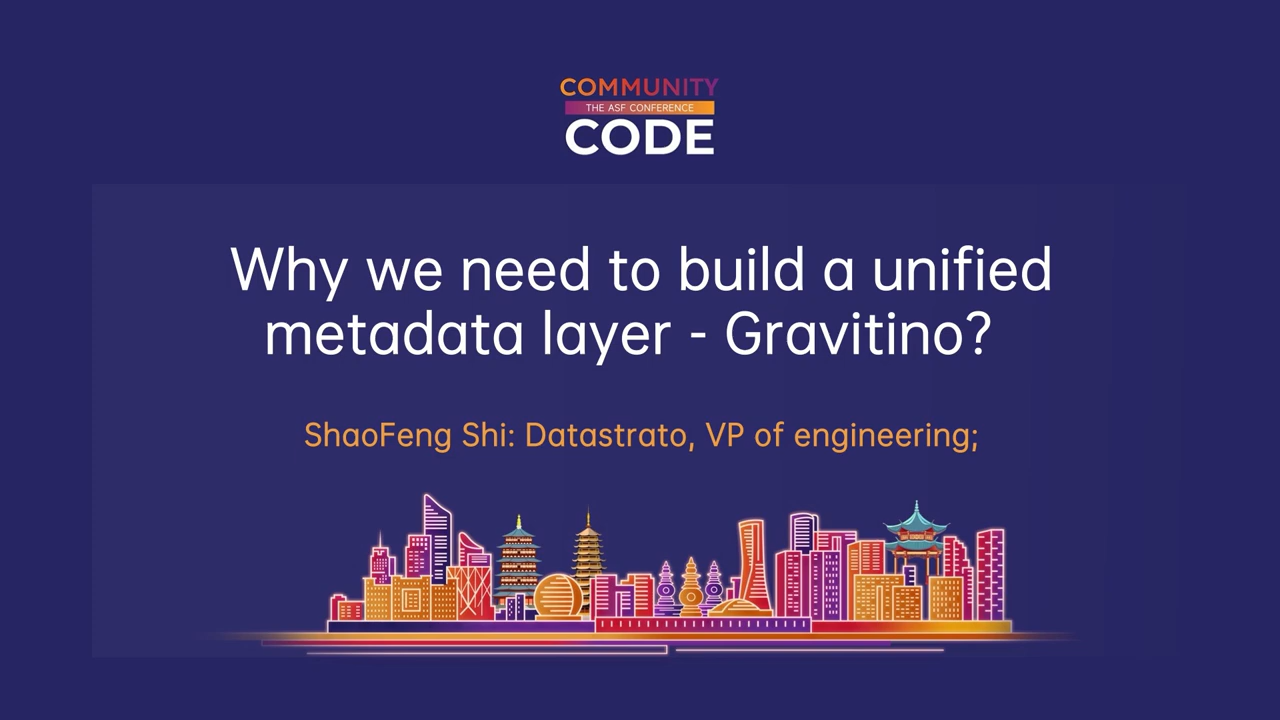 COMMUNITY
THE ASF CONFERENCE
CODE
Why we need to build a unified
metadata layer - Gravitino?
ShaoFeng Shi: Datastrato, VP of engineering;